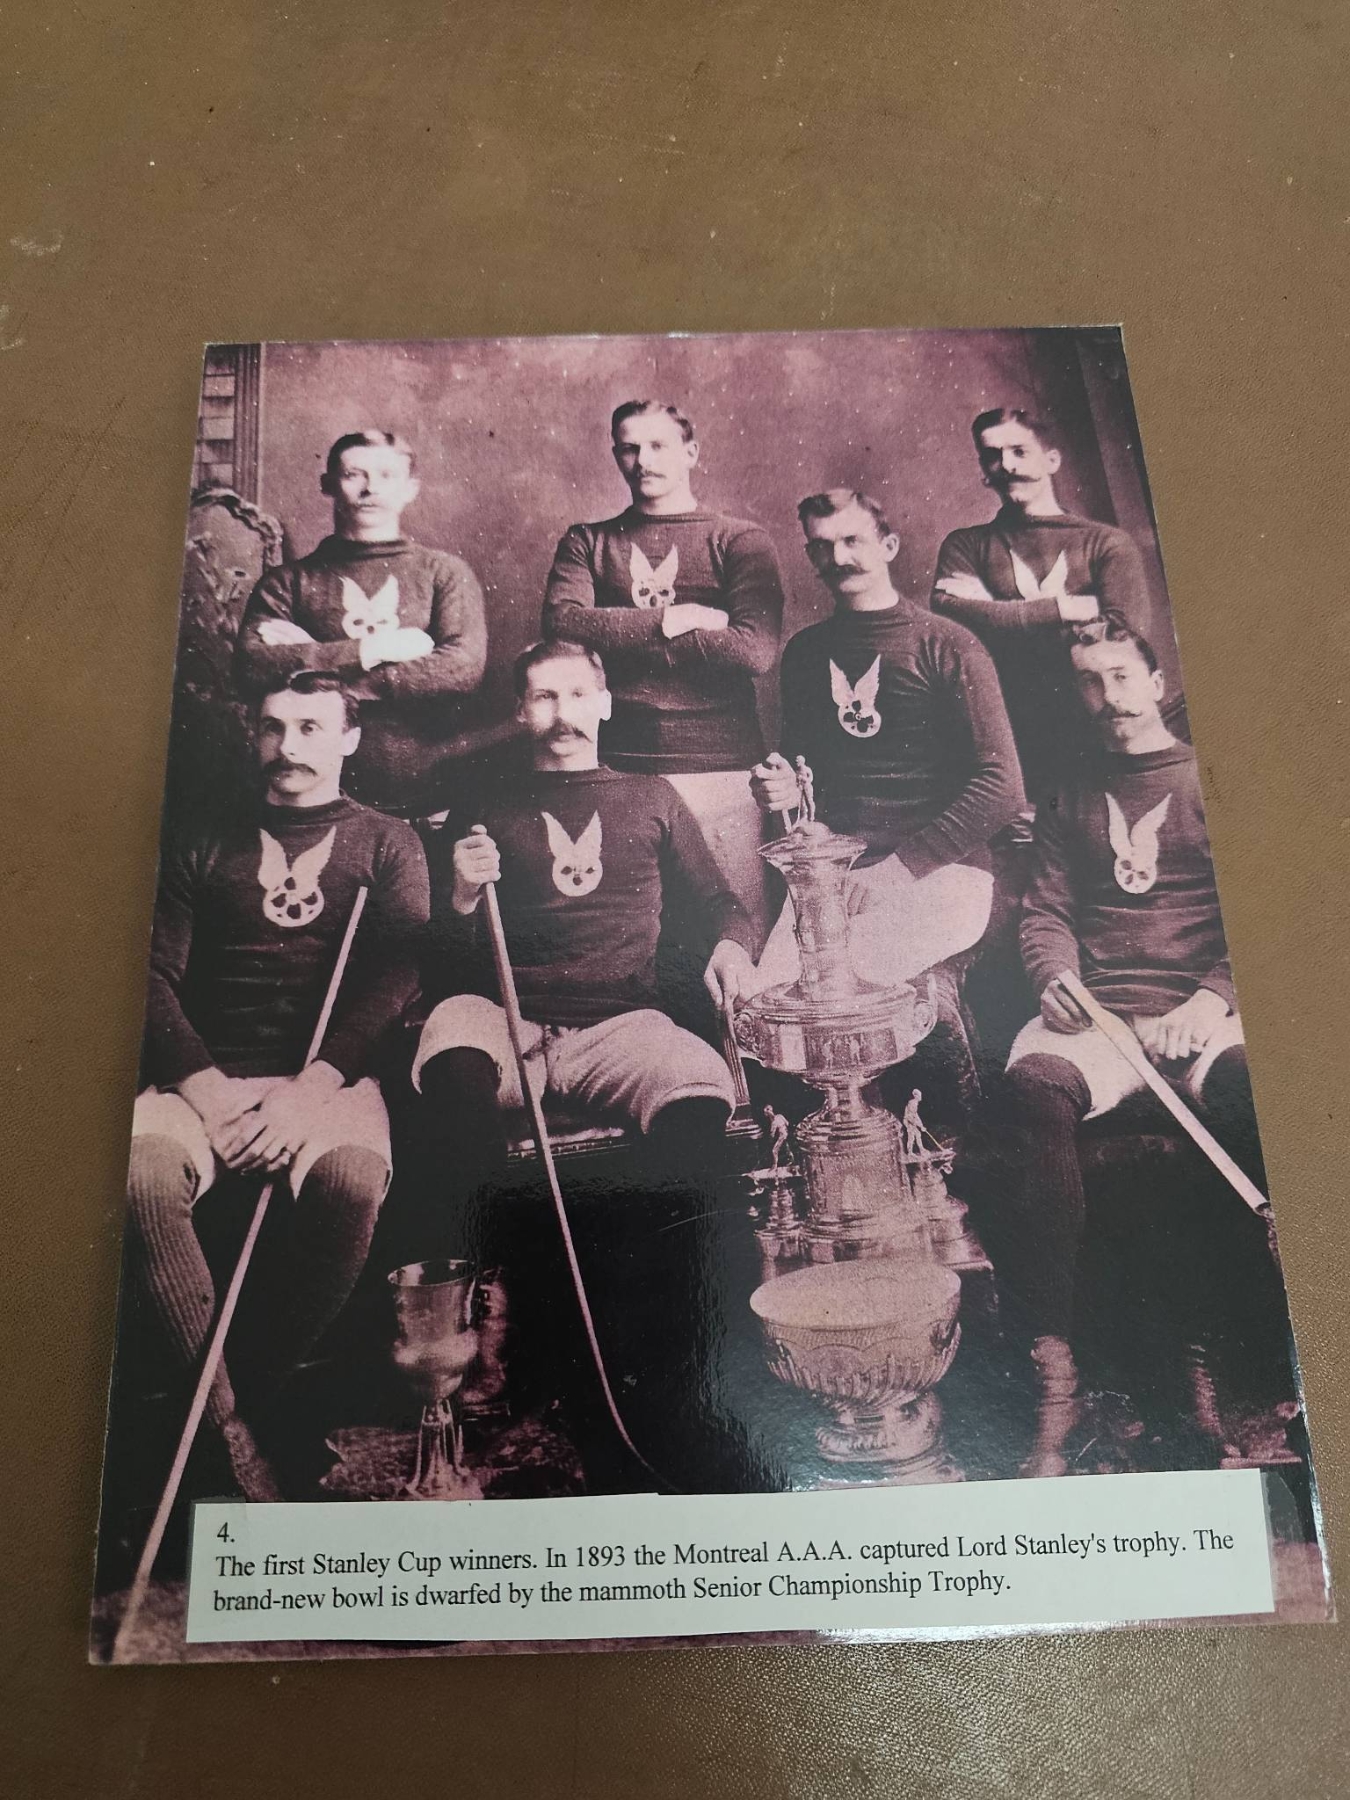 4.
The first Stanley Cup winners. In 1893 the Montreal A.A.A. captured Lord Stanley's trophy. The
brand-new bowl is dwarfed by the mammoth Senior Championship Trophy.